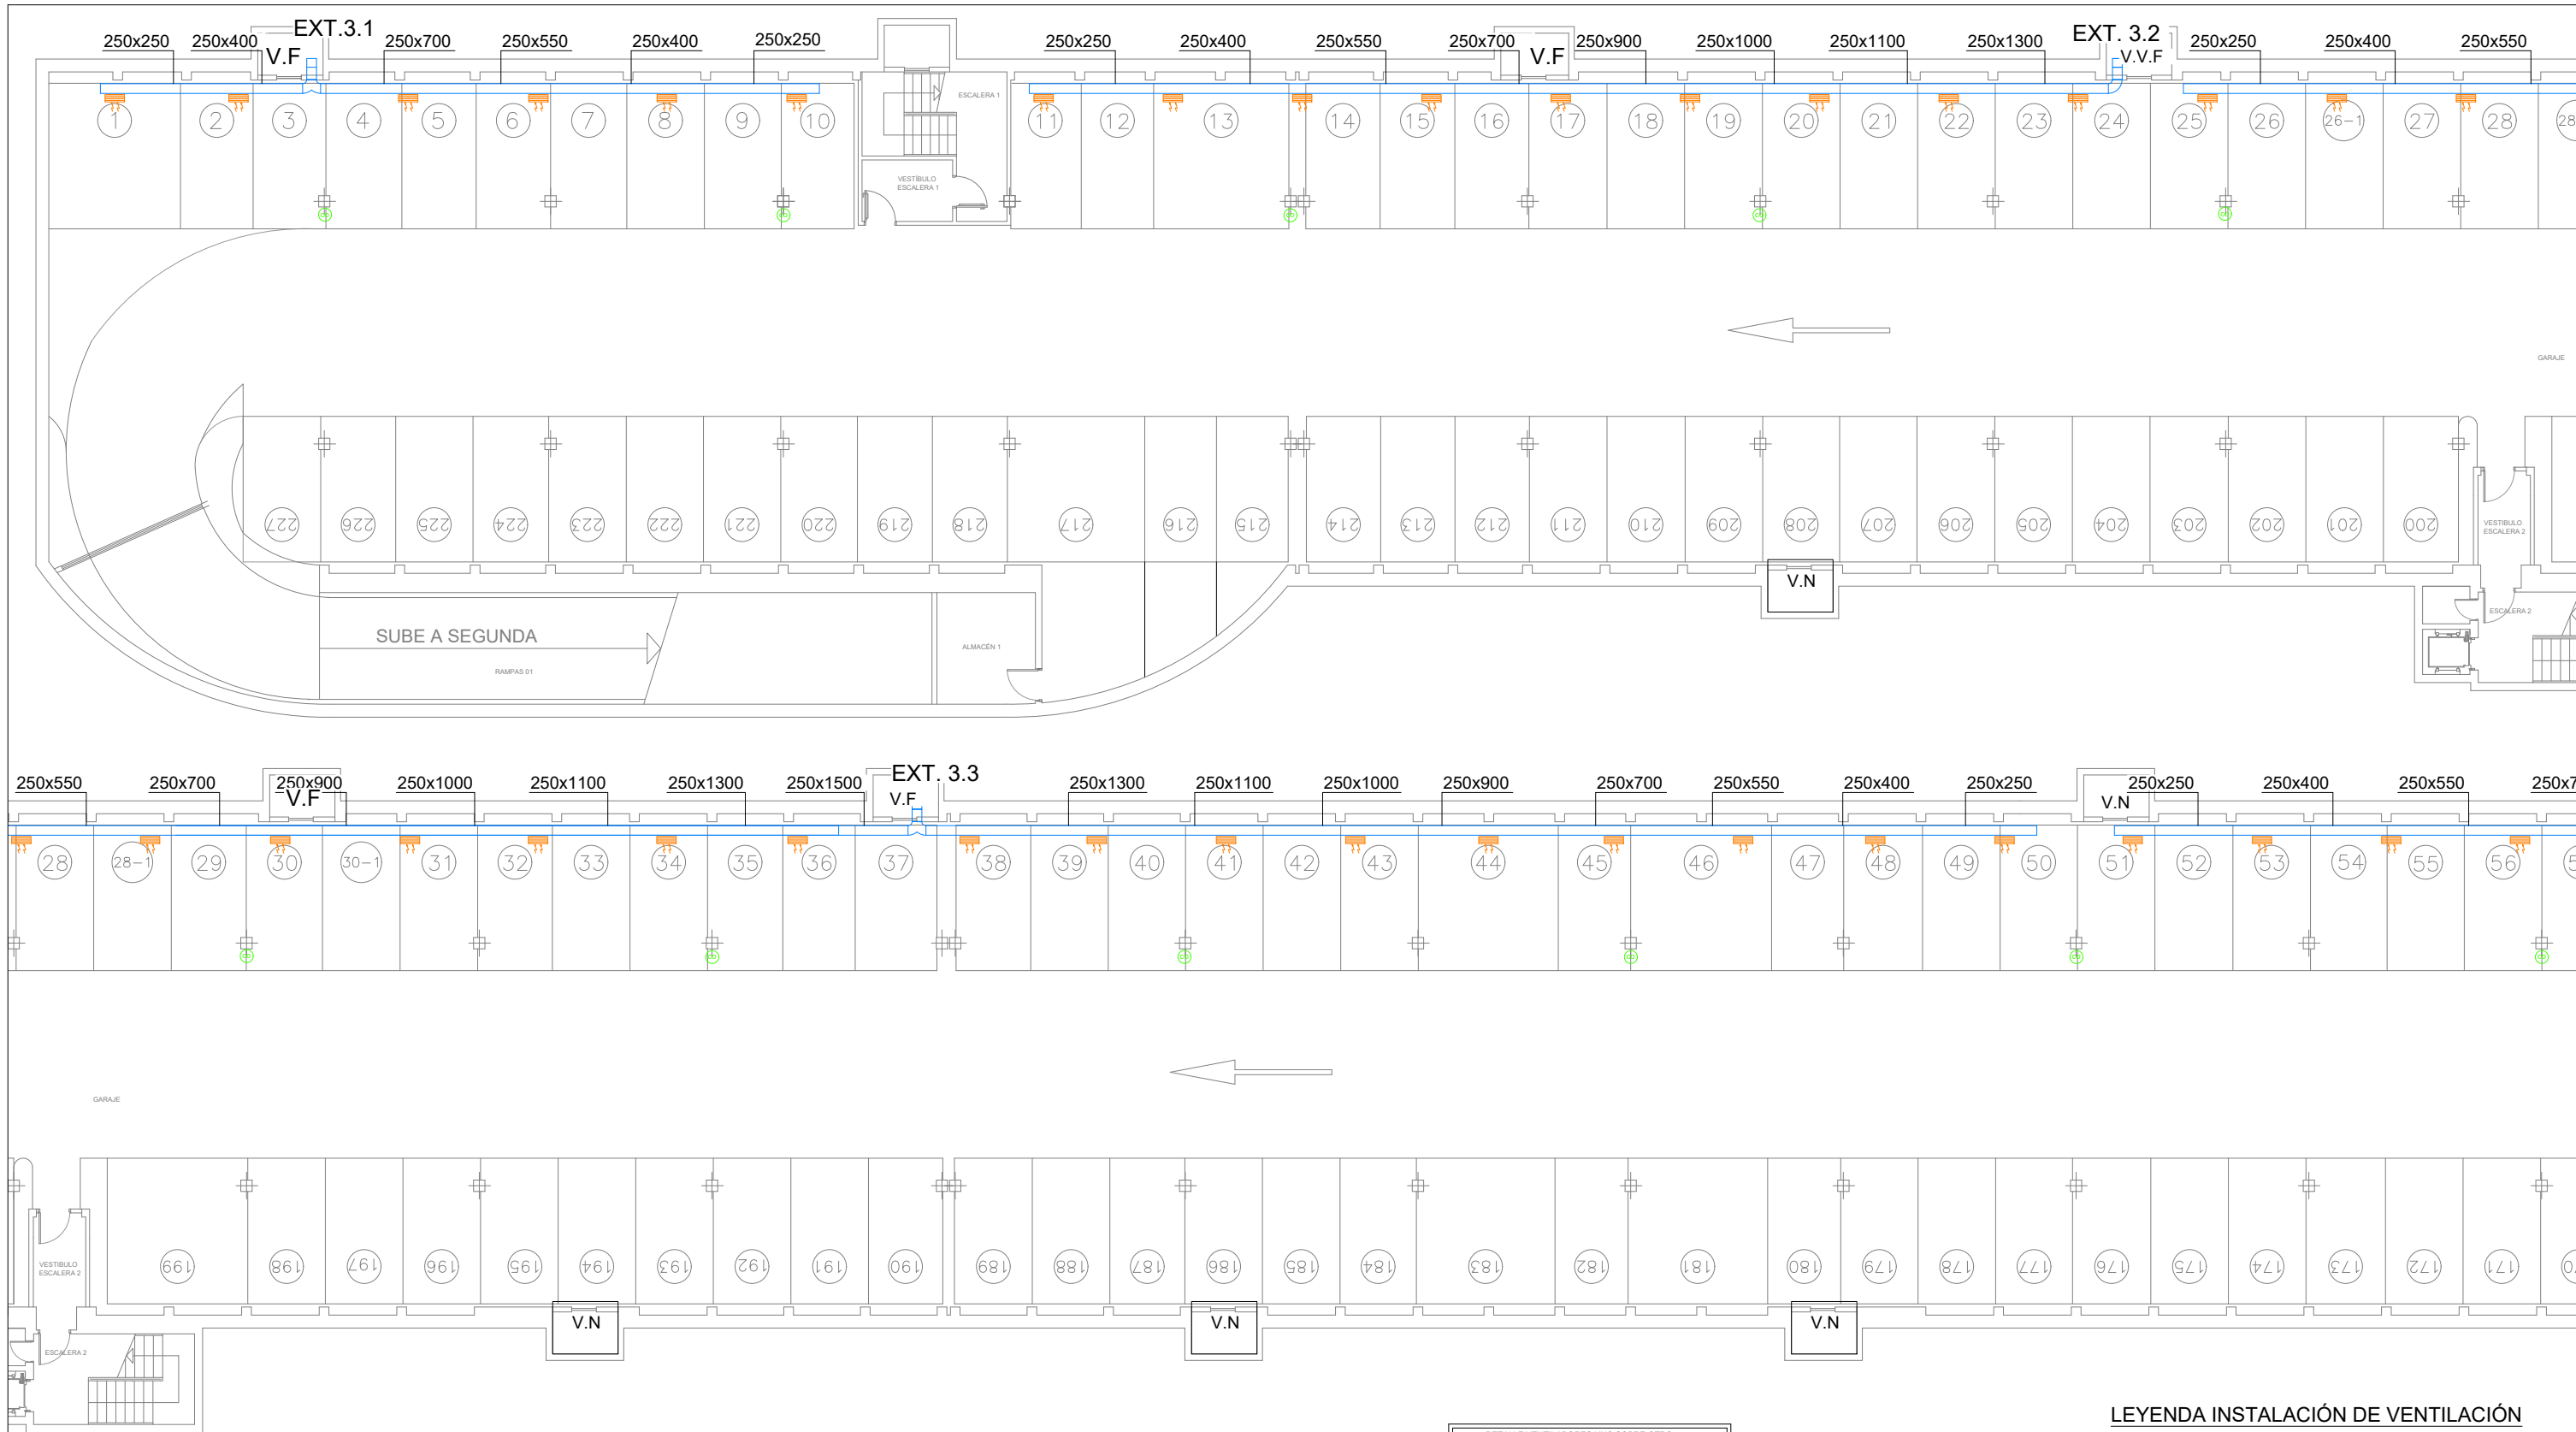 EXT.3.1
EXT. 3.2
250x250 250x400 250x700 250x550 250x400 250x250 250x250 250x400 250x550 250x700 250x900 250x1000 250x1100 250x1300 250x250 250x400 250x550
V.F V.F V.V.F
ESCALERA 1
1 2 3 4 5 6 7 8 9 10 11 12 13 14 15 16 17 18 19 20 21 22 23 24 25 26 26-1 27 28
VESTÍBULO
ESCALERA 1
GARAJE
227 226 225 224 223 222 221 220 219 218 217 216 215 214 213 212 211 210 209 208 207 206 205 204 203 202 201 200
VESTIBULO
ESCALERA 2
V.N
ESCALERA 2
SUBE A SEGUNDA
ALMACÉN 1
RAMPAS 01
EXT. 3.3
250x550 250x700 250x900 250x1000 250x1100 250x1300 250x1500 250x1300 250x1100 250x1000 250x900 250x700 250x550 250x400 250x250 250x250 250x400 250x550
V.F V.F V.N
28 28-1 29 30 30-1 31 32 33 34 35 36 37 38 39 40 41 42 43 44 45 46 47 48 49 50 51 52 53 54 55 56
GARAJE
199 198 197 196 195 194 193 192 191 190 189 188 187 186 185 184 183 182 181 180 179 178 177 176 175 174 173 172 171
VESTIBULO
ESCALERA 2
V.N V.N V.N
ESCALERA 2
LEYENDA INSTALACIÓN DE VENTILACIÓN